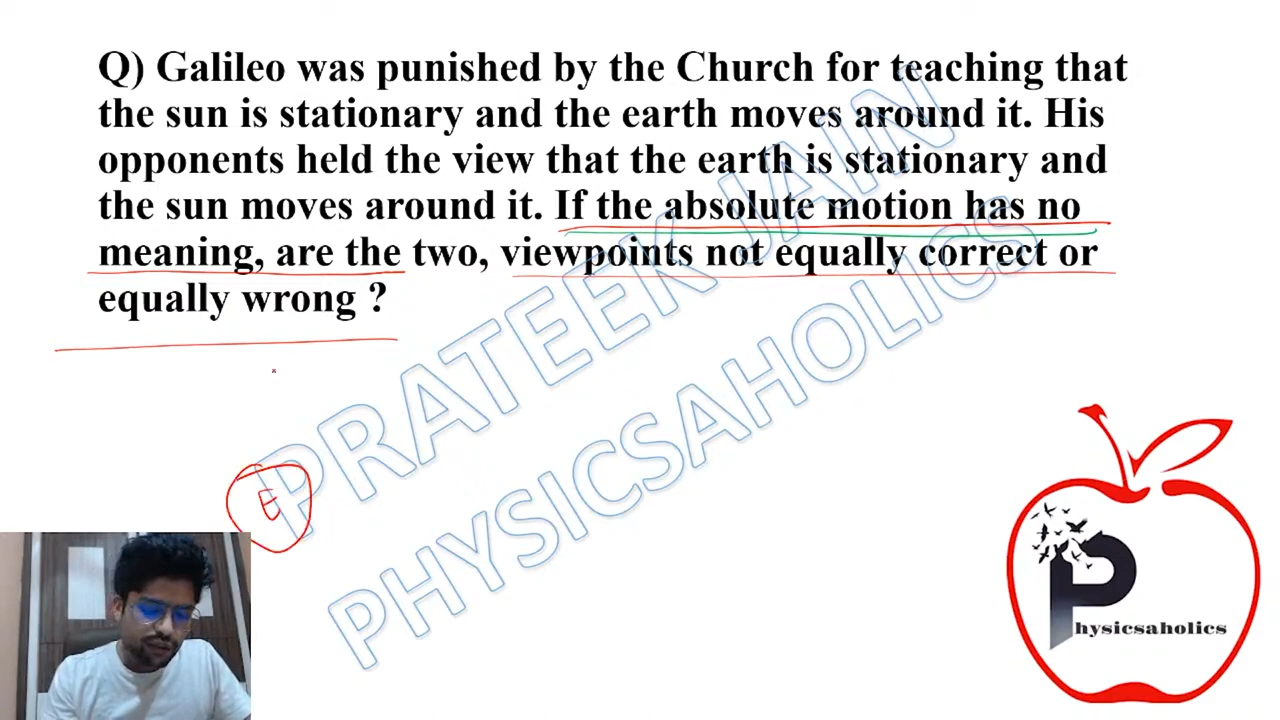 Q) Galileo was punished by the Church for teaching that
the sun is stationary and the earth moves around it. His
opponents held the view that the earth is stationary and
the sun moves around it. If the absolute motion has no
meaning, are the two, viewpoints not equally correct or
equally wrong ?
PRATEEK JAIN
PHYSICSAHOLICS
E
Physicsaholics